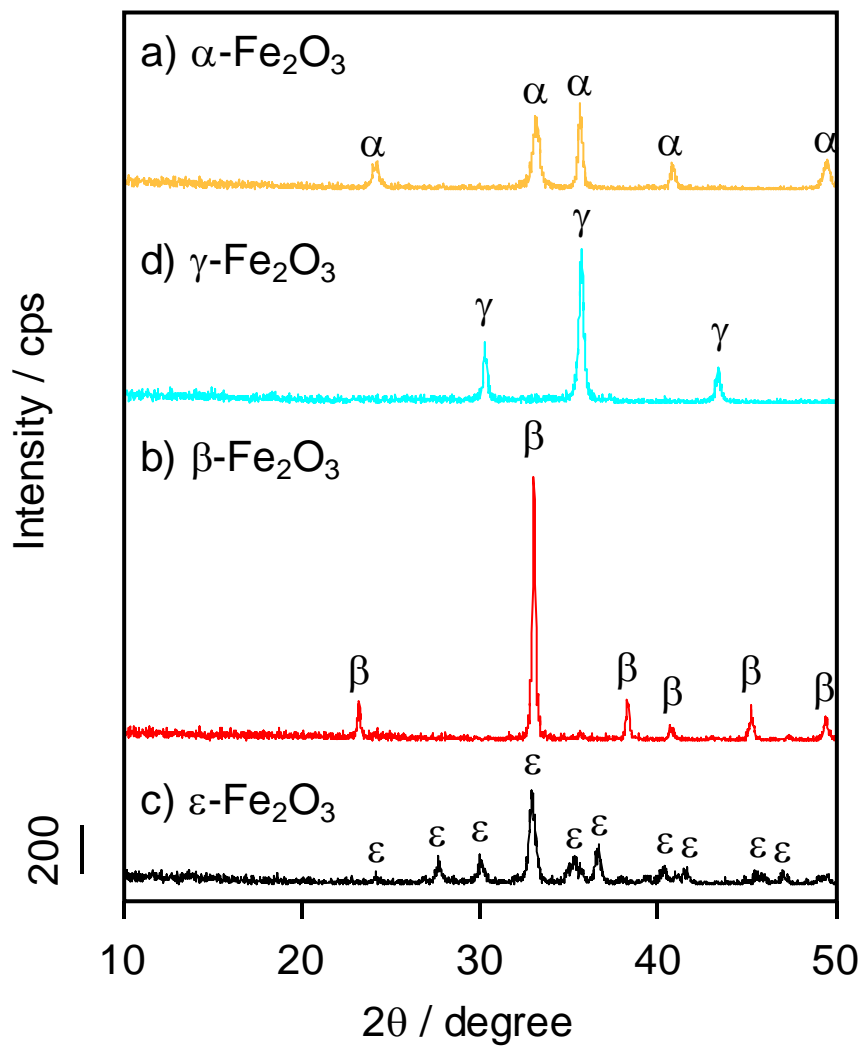 a) α-Fe2O3
α α α α α
d) γ-Fe2O3
γ γ γ
b) β-Fe2O3
β β β β β β
c) ε-Fe2O3
ε ε ε ε ε ε ε ε ε ε
Intensity / cps
200
10 20 30 40 50
2θ / degree